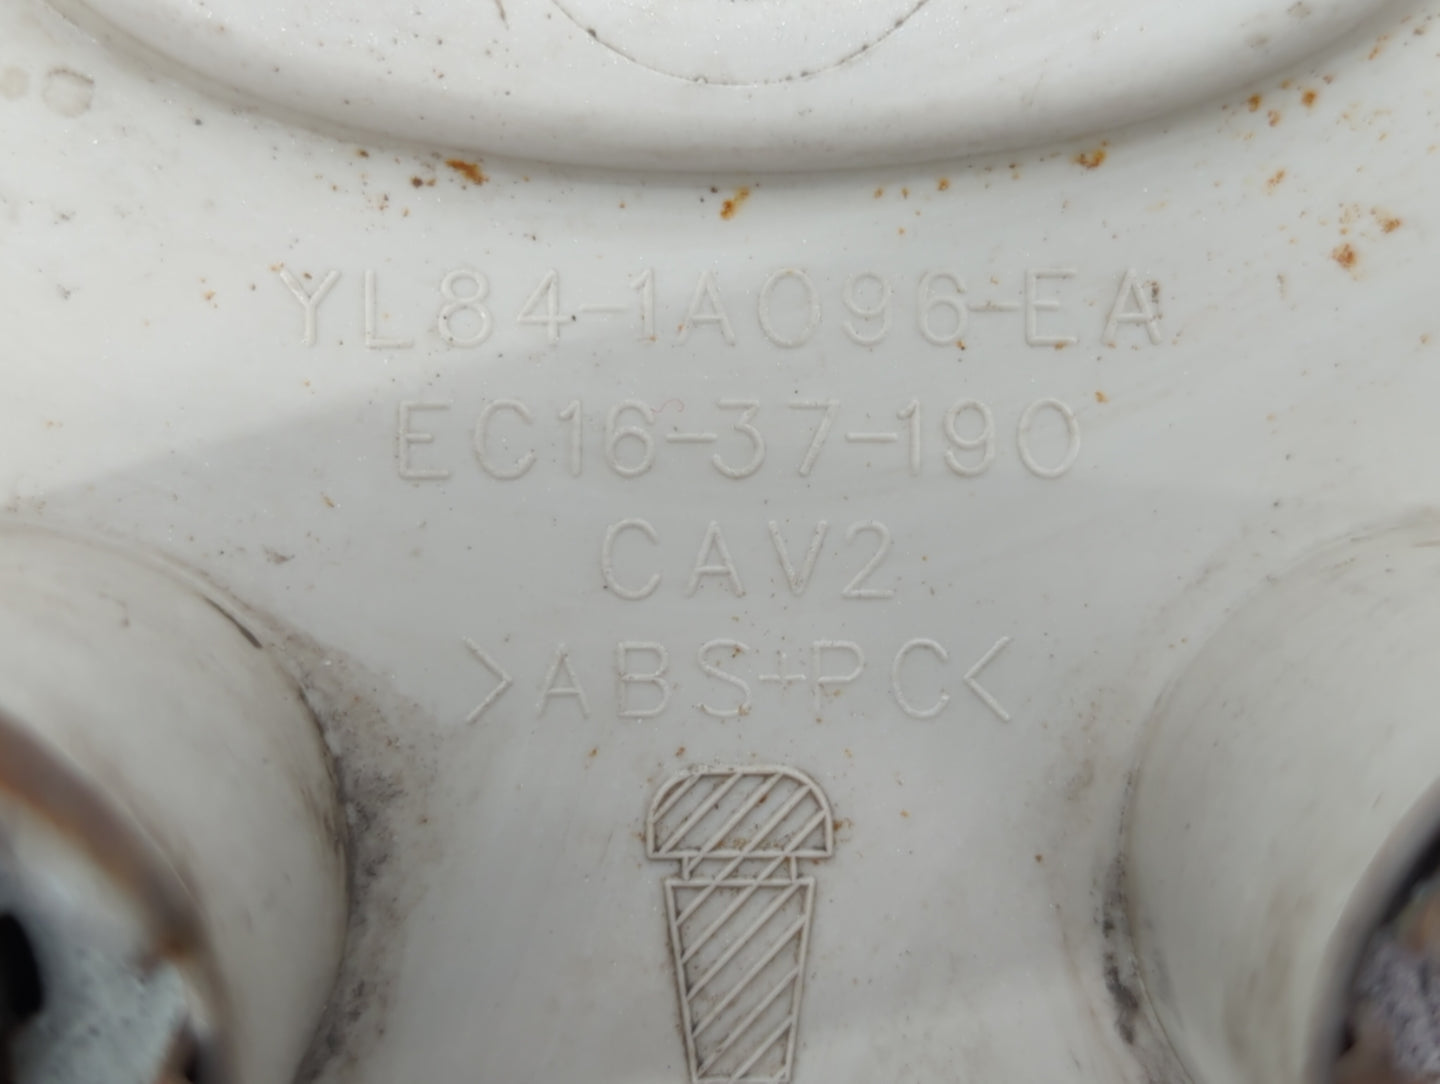 YL84-1A096-EA
EC16-37-190
CAV2
>ABS+PC<